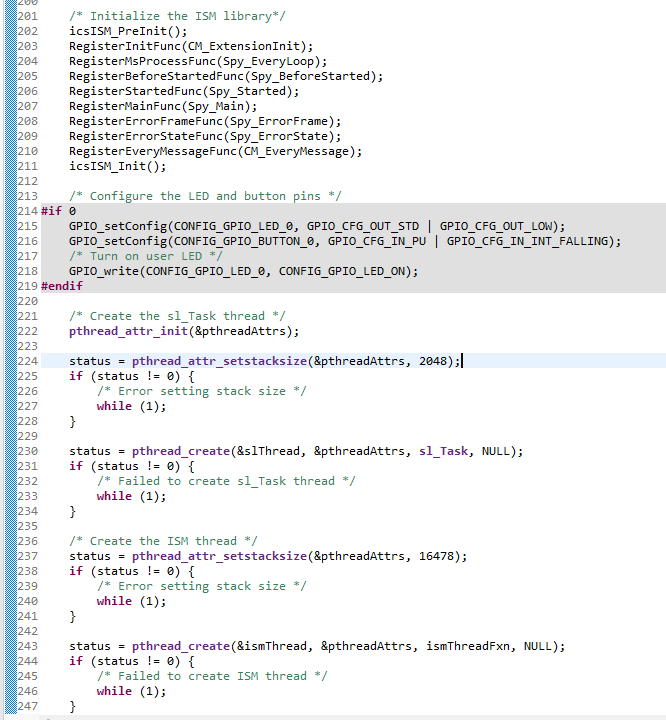 200
201 /* Initialize the ISM library*/
202 icsISM_PreInit();
203 RegisterInitFunc(CM_ExtensionInit);
204 RegisterMsProcessFunc(Spy_EveryLoop);
205 RegisterBeforeStartedFunc(Spy_BeforeStarted);
206 RegisterStartedFunc(Spy_Started);
207 RegisterMainFunc(Spy_Main);
208 RegisterErrorFrameFunc(Spy_ErrorFrame);
209 RegisterErrorStateFunc(Spy_ErrorState);
210 RegisterEveryMessageFunc(CM_EveryMessage);
211 icsISM_Init();
212
213 /* Configure the LED and button pins */
214 #if 0
215 GPIO_setConfig(CONFIG_GPIO_LED_0, GPIO_CFG_OUT_STD | GPIO_CFG_OUT_LOW);
216 GPIO_setConfig(CONFIG_GPIO_BUTTON_0, GPIO_CFG_IN_PU | GPIO_CFG_IN_INT_FALLING);
217 /* Turn on user LED */
218 GPIO_write(CONFIG_GPIO_LED_0, CONFIG_GPIO_LED_ON);
219 #endif
220
221 /* Create the sl_Task thread */
222 pthread_attr_init(&pthreadAttrs);
223
224 status = pthread_attr_setstacksize(&pthreadAttrs, 2048);
225 if (status != 0) {
226 /* Error setting stack size */
227 while (1);
228 }
229
230 status = pthread_create(&slThread, &pthreadAttrs, sl_Task, NULL);
231 if (status != 0) {
232 /* Failed to create sl_Task thread */
233 while (1);
234 }
235
236 /* Create the ISM thread */
237 status = pthread_attr_setstacksize(&pthreadAttrs, 16478);
238 if (status != 0) {
239 /* Error setting stack size */
240 while (1);
241 }
242
243 status = pthread_create(&ismThread, &pthreadAttrs, ismThreadFxn, NULL);
244 if (status != 0) {
245 /* Failed to create ISM thread */
246 while (1);
247 }